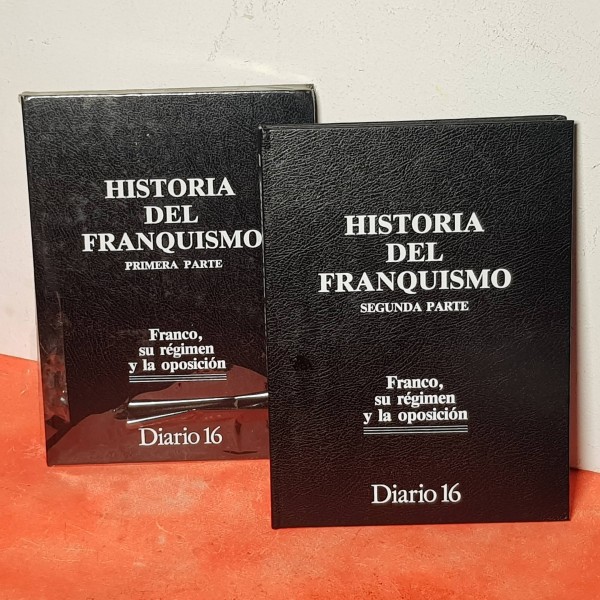 HISTORIA
DEL
FRANQUISMO
PRIMERA PARTE
Franco,
su régimen
y la oposición
Diario 16
HISTORIA
DEL
FRANQUISMO
SEGUNDA PARTE
Franco,
su régimen
y la oposición
Diario 16